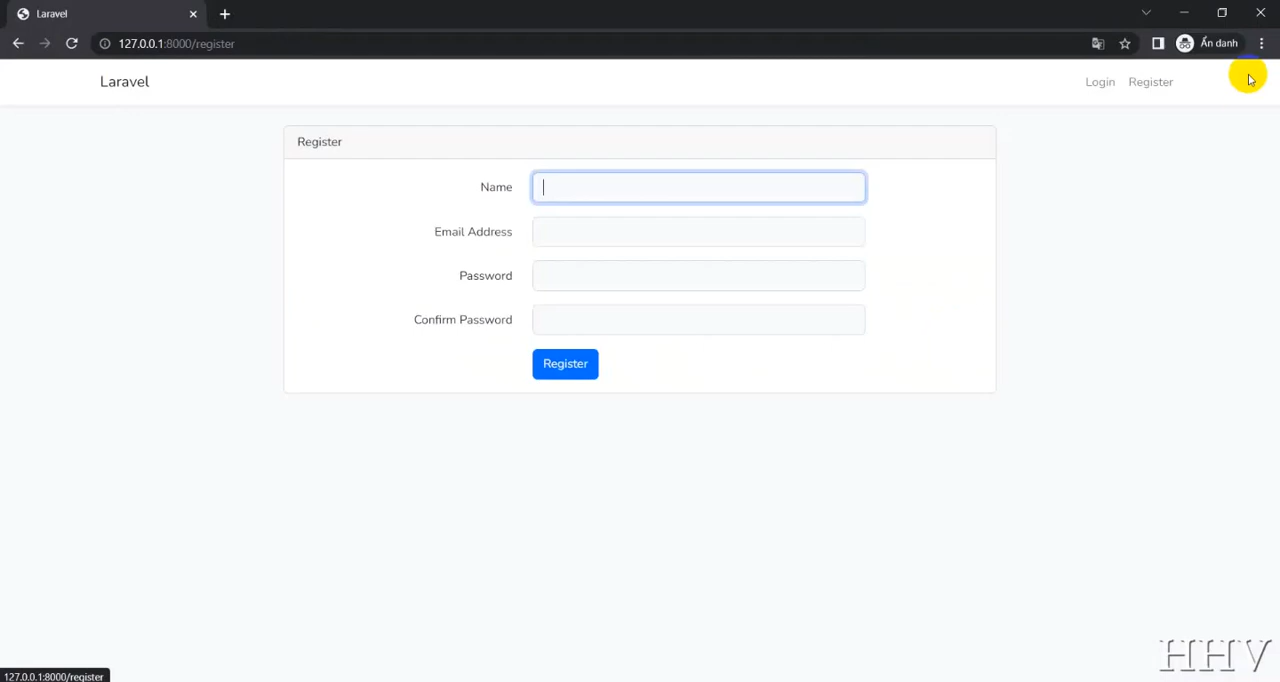 Laravel
127.0.0.1:8000/register
Ẩn danh
Laravel
Login Register
Register
Name
Email Address
Password
Confirm Password
Register
HHV
127.0.0.1:8000/register